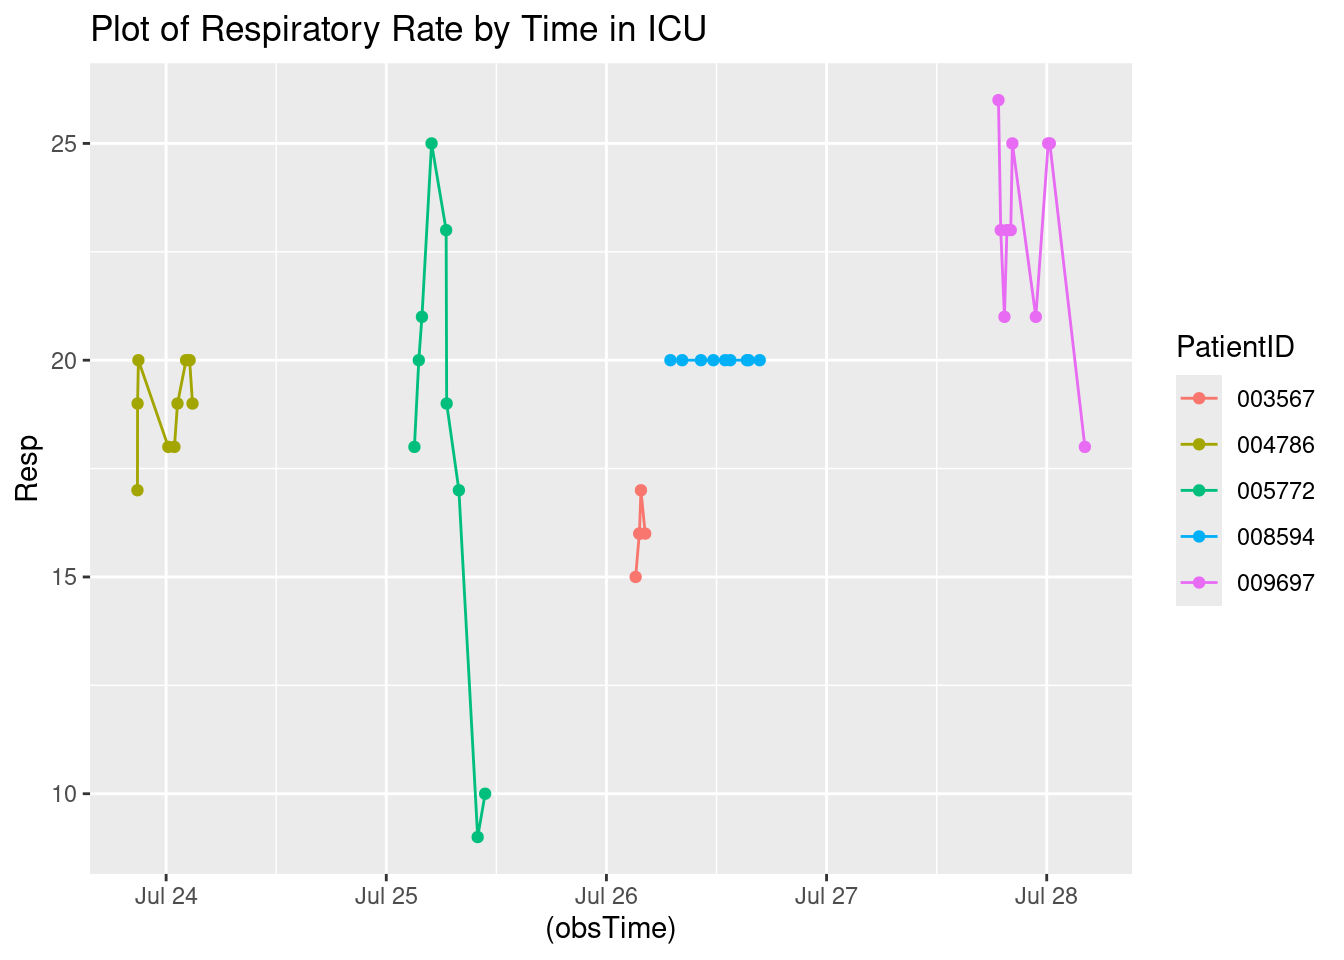 Plot of Respiratory Rate by Time in ICU
25
20
15
10
Resp
Jul 24
Jul 25
Jul 26
Jul 27
Jul 28
(obsTime)
PatientID
003567
004786
005772
008594
009697